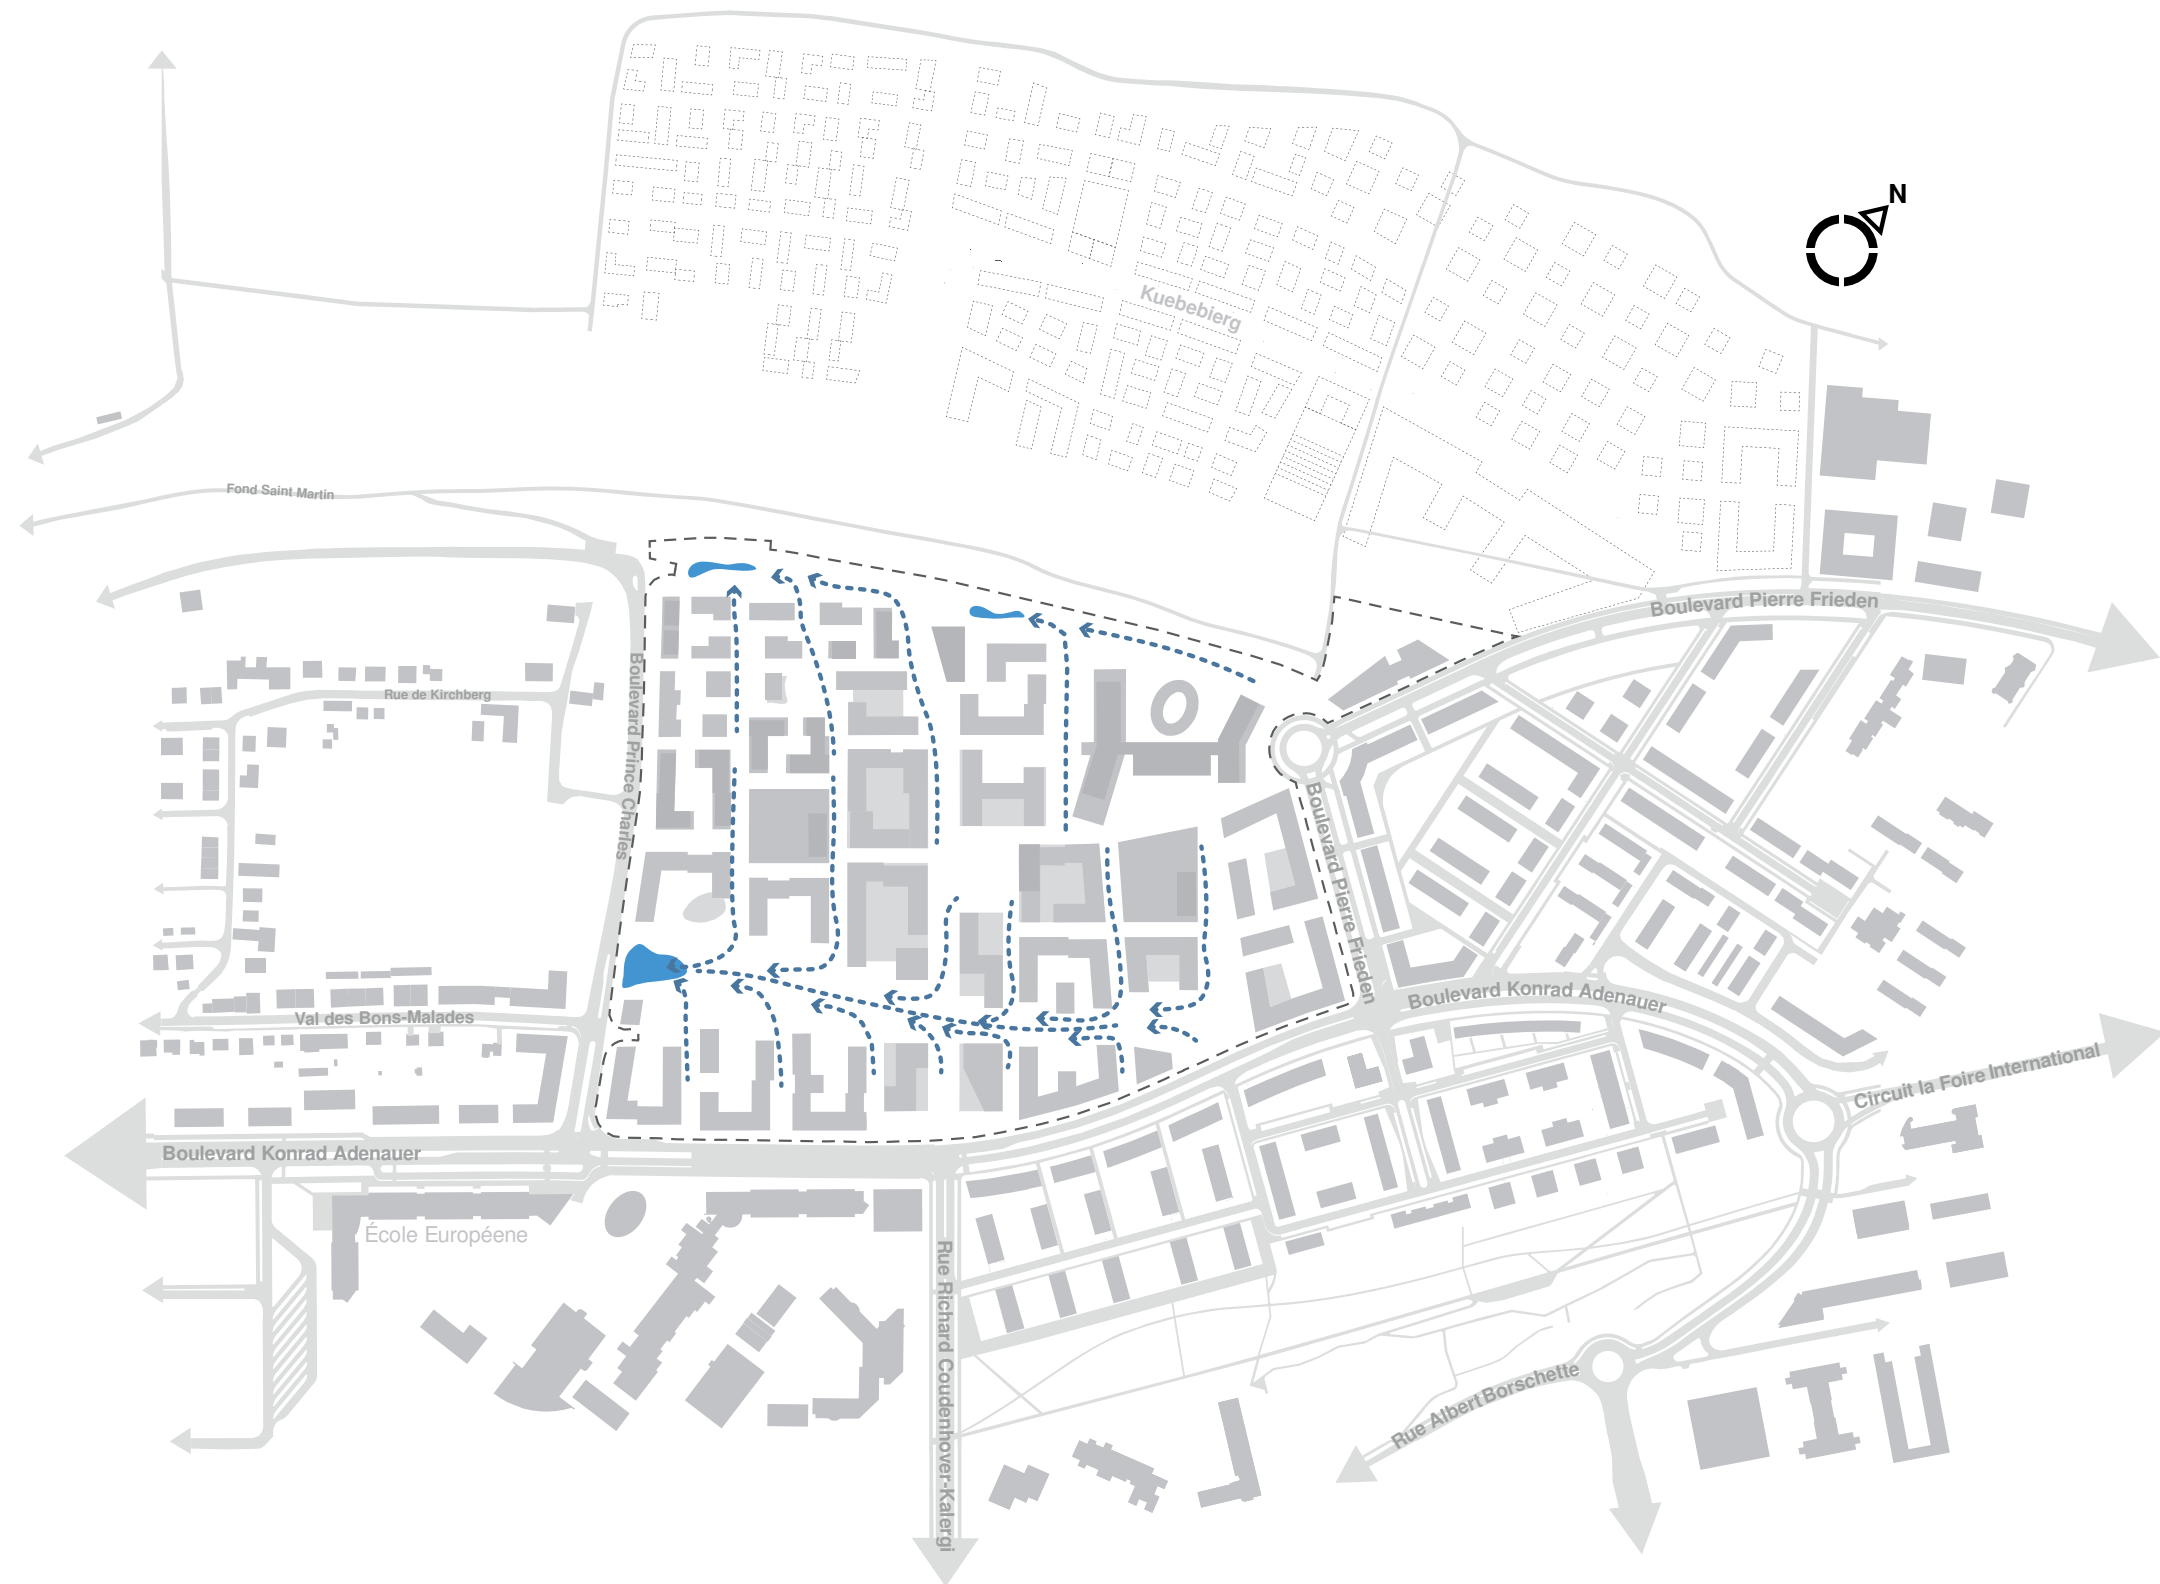 N
Kuebebierg
Fond Saint Martin
Boulevard Pierre Frieden
Boulevard Prince Charles
Rue de Kirchberg
Boulevard Pierre Frieden
Boulevard Konrad Adenauer
Val des Bons-Malades
Circuit la Foire International
Boulevard Konrad Adenauer
École Européene
Rue Richard Coudenhover-Kalergi
Rue Albert Borschette